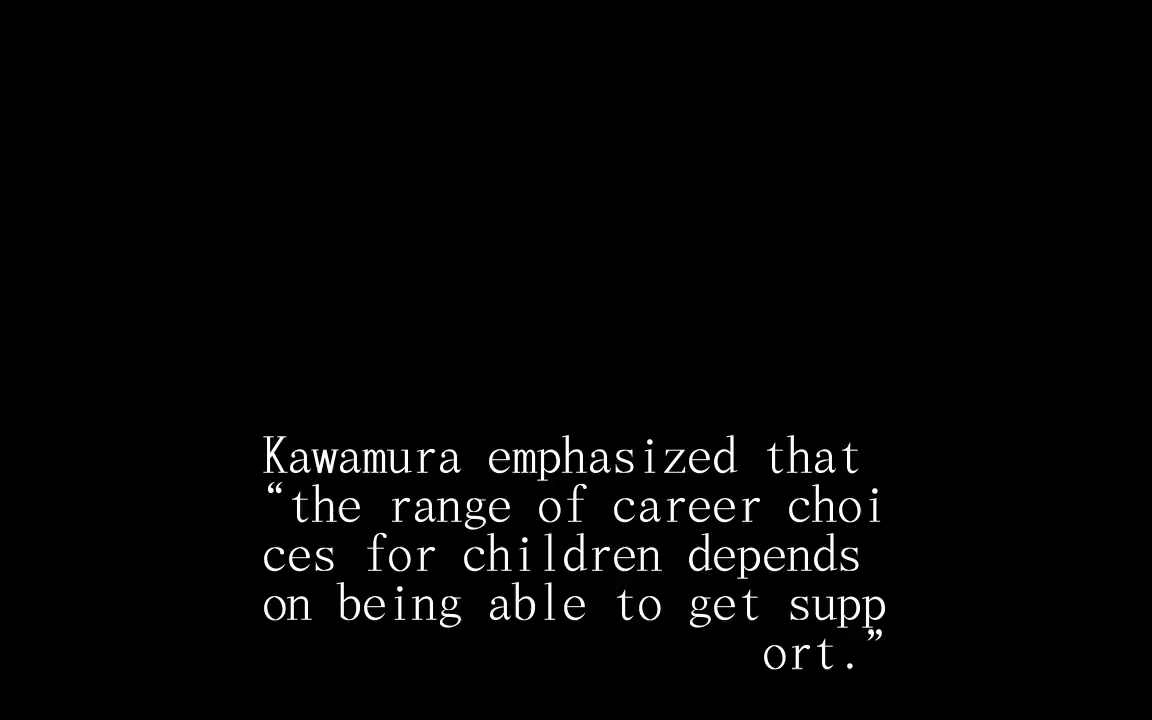 Kawamura emphasized that
“the range of career choi
ces for children depends
on being able to get supp
ort.”